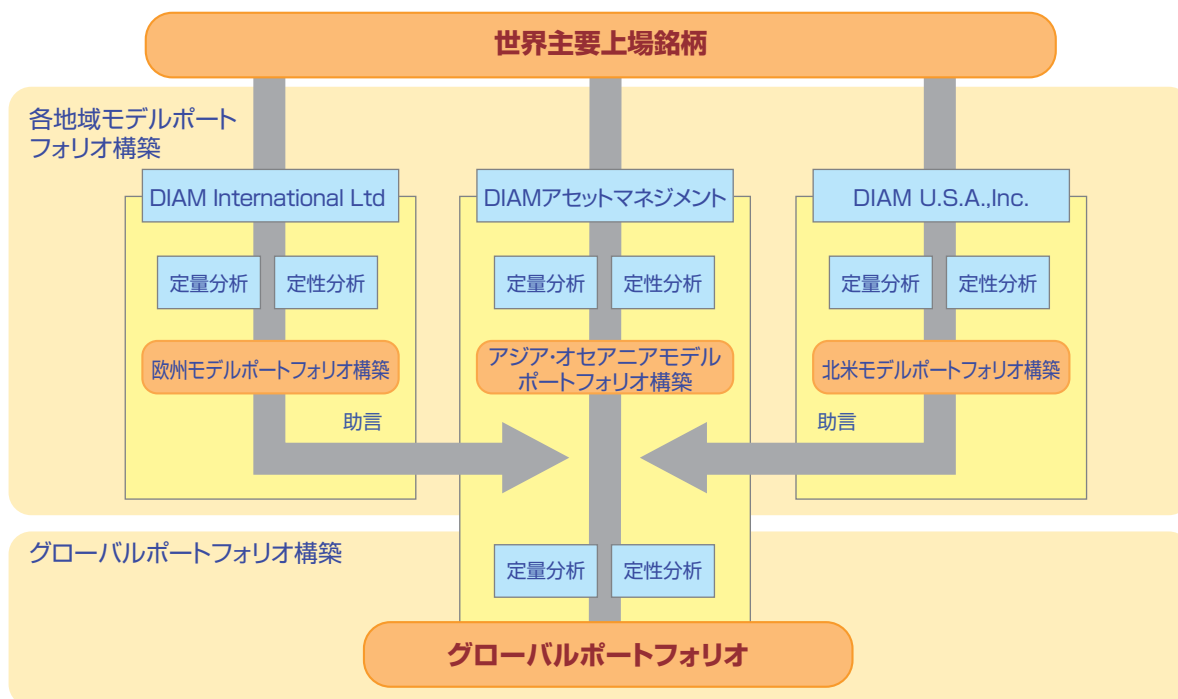 世界主要上場銘柄
各地域モデルポート
フォリオ構築
DIAM International Ltd
DIAMアセットマネジメント
DIAM U.S.A.,Inc.
定量分析
定性分析
定量分析
定性分析
定量分析
定性分析
欧州モデルポートフォリオ構築
アジア・オセアニアモデル
ポートフォリオ構築
北米モデルポートフォリオ構築
助言
助言
グローバルポートフォリオ構築
定量分析
定性分析
グローバルポートフォリオ